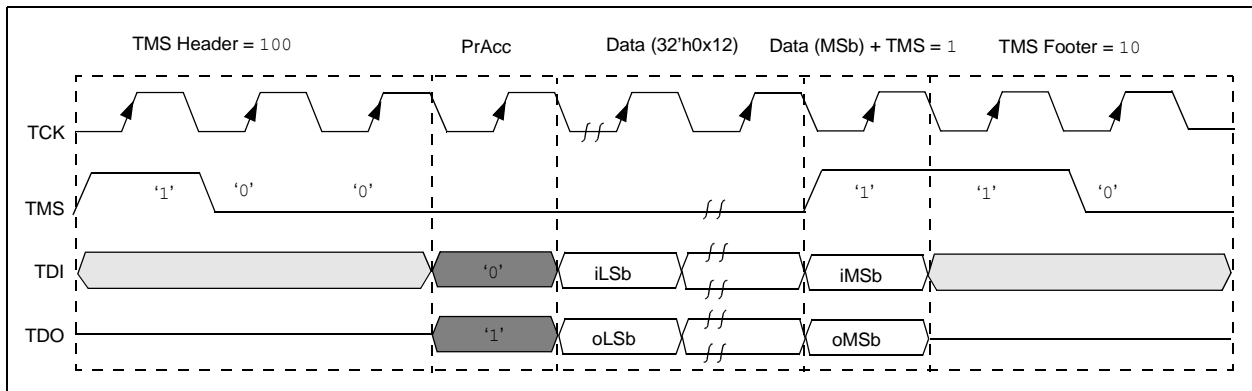 TMS Header = 100
PrAcc
Data (32'h0x12)
Data (MSb) + TMS = 1
TMS Footer = 10
TCK
TMS
'1'
'0'
'0'
'1'
'1'
'0'
TDI
'0'
iLSb
iMSb
TDO
'1'
oLSb
oMSb